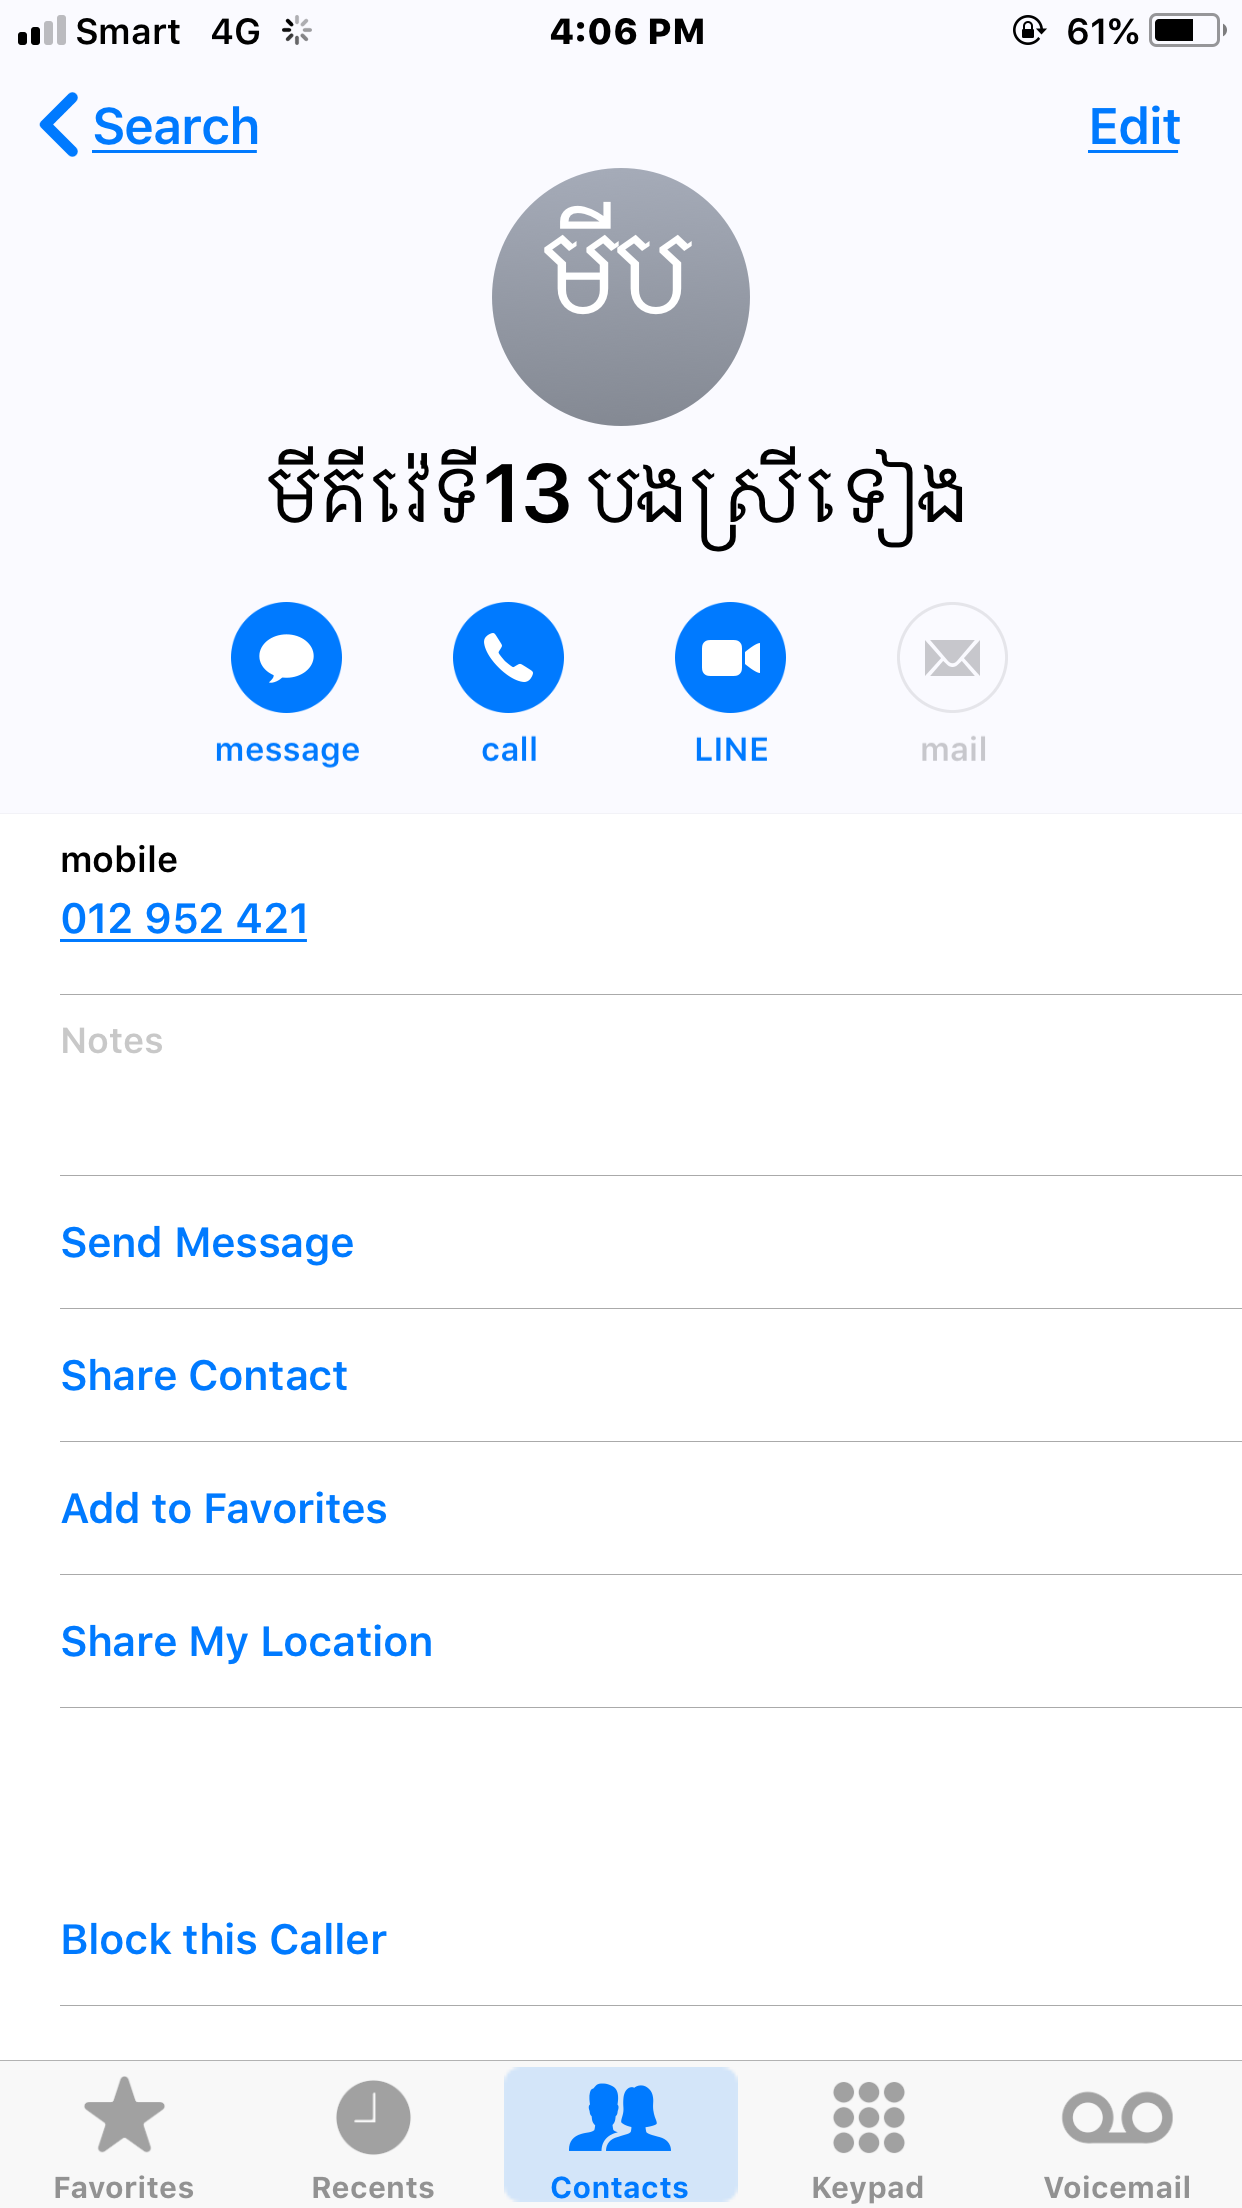 Smart 4G 4:06 PM 61%
Search Edit
មីប
មីគីវ៉េទី13 បងស្រីទៀង
message call LINE mail
mobile
012 952 421
Notes
Send Message
Share Contact
Add to Favorites
Share My Location
Block this Caller
Favorites Recents Contacts Keypad Voicemail